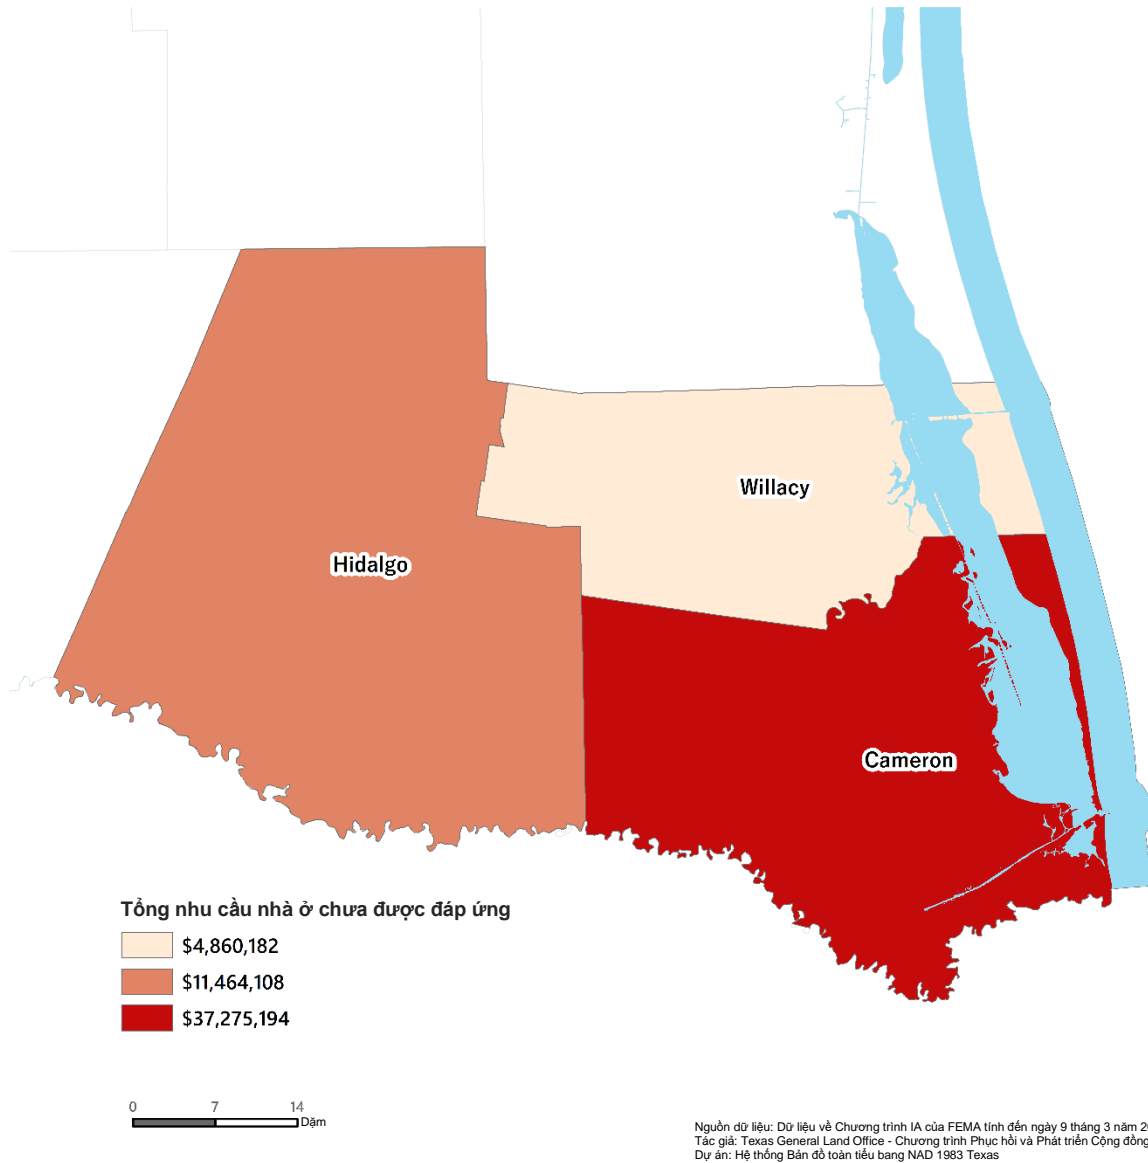 Willacy
Hidalgo
Cameron
Tổng nhu cầu nhà ở chưa được đáp ứng
$4,860,182
$11,464,108
$37,275,194
0 7 14
Dặm
Nguồn dữ liệu: Dữ liệu về Chương trình IA của FEMA tính đến ngày 9 tháng 3 năm
Tác giả: Texas General Land Office - Chương trình Phục hồi và Phát triển Cộng đồng
Dự án: Hệ thống Bản đồ toàn tiểu bang NAD 1983 Texas